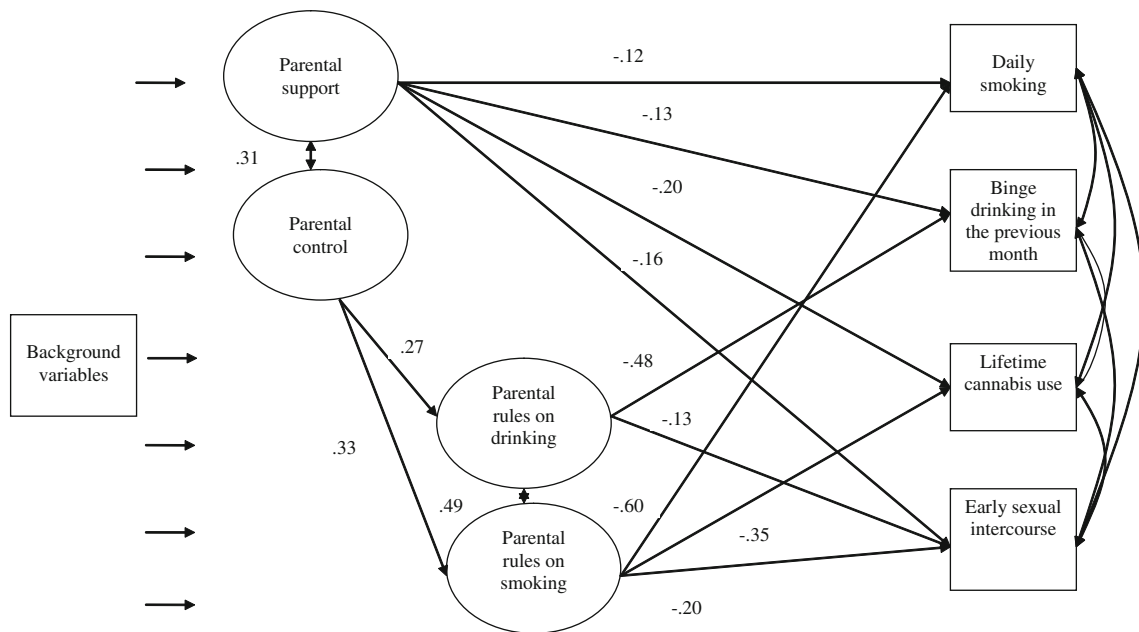 Parental
support
-.12
Daily
smoking
-.13
.31
-.20
Binge
drinking in
the previous
month
Parental
control
-.16
Background
variables
.27
-.48
Lifetime
cannabis use
Parental
rules on
drinking
-.13
.33
.49
-.60
-.35
Early sexual
intercourse
Parental
rules on
smoking
-.20